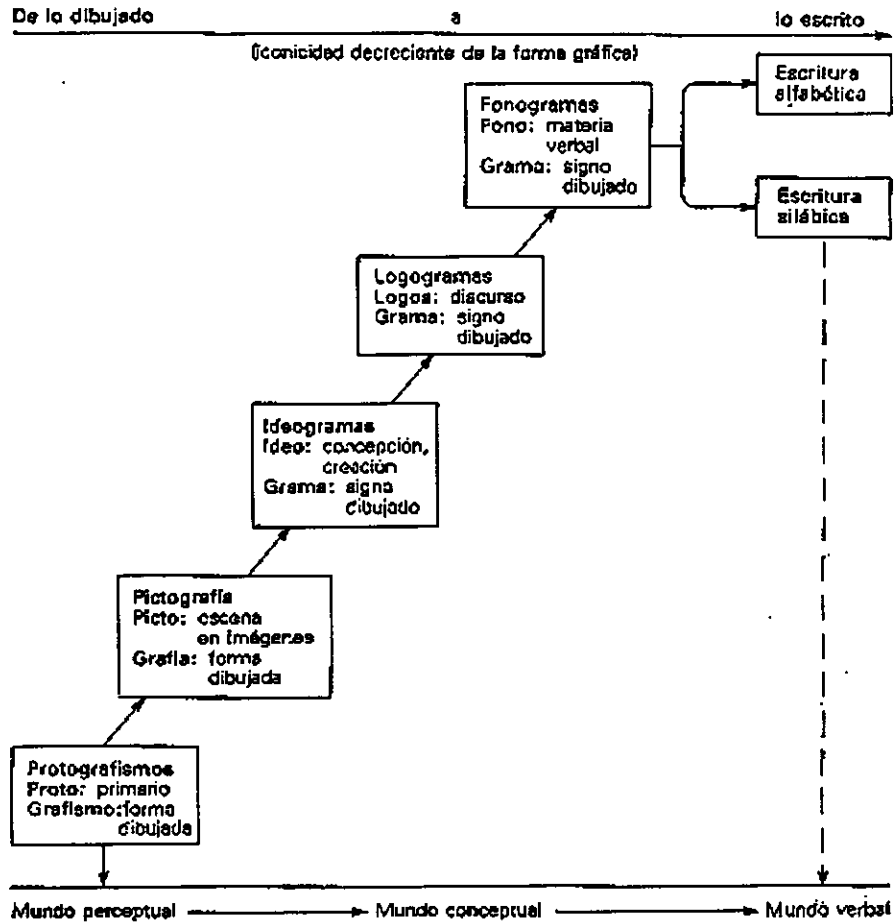 De lo dibujado a lo escrito
(iconicidad decreciente de la forma gráfica)
Escritura
alfabética
Fonogramas
Fono: materia
verbal
Grama: signo
dibujado
Escritura
silábica
Logogramas
Logos: discurso
Grama: signo
dibujado
Ideogramas
Ideo: concepción,
creación
Grama: signo
dibujado
Pictografía
Picto: escena
en imágenes
Grafía: forma
dibujada
Protografismos
Proto: primario
Grafismo:forma
dibujada
Mundo perceptual Mundo conceptual Mundo verbal